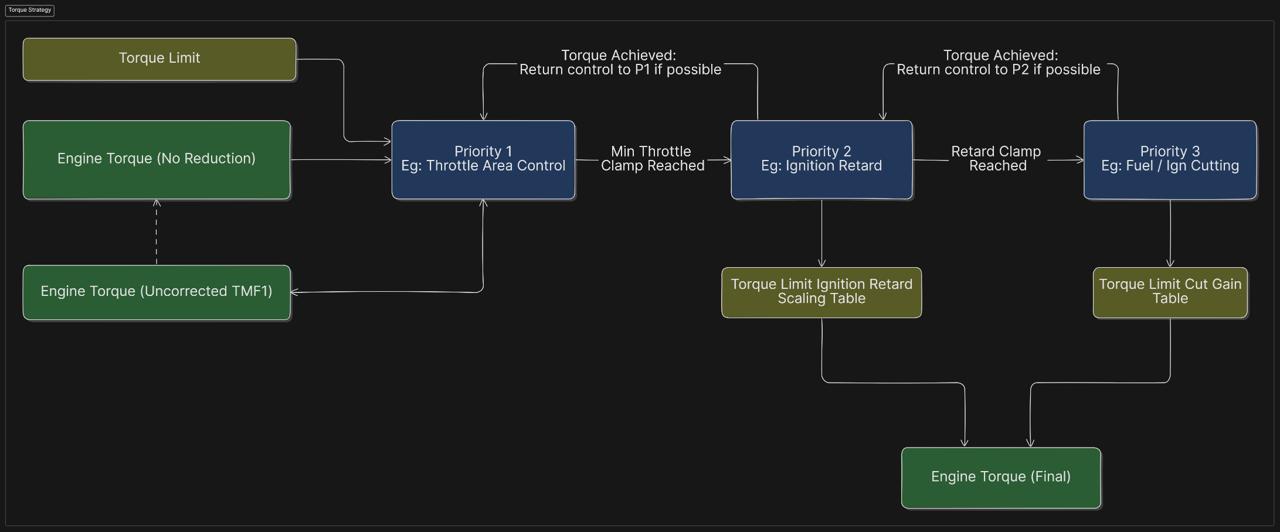 Torque Strategy
Torque Limit
Torque Achieved:
Return control to P1 if possible
Torque Achieved:
Return control to P2 if possible
Engine Torque (No Reduction)
Priority 1
Eg: Throttle Area Control
Min Throttle
Clamp Reached
Priority 2
Eg: Ignition Retard
Retard Clamp
Reached
Priority 3
Eg: Fuel / Ign Cutting
Engine Torque (Uncorrected TMF1)
Torque Limit Ignition Retard
Scaling Table
Torque Limit Cut Gain
Table
Engine Torque (Final)